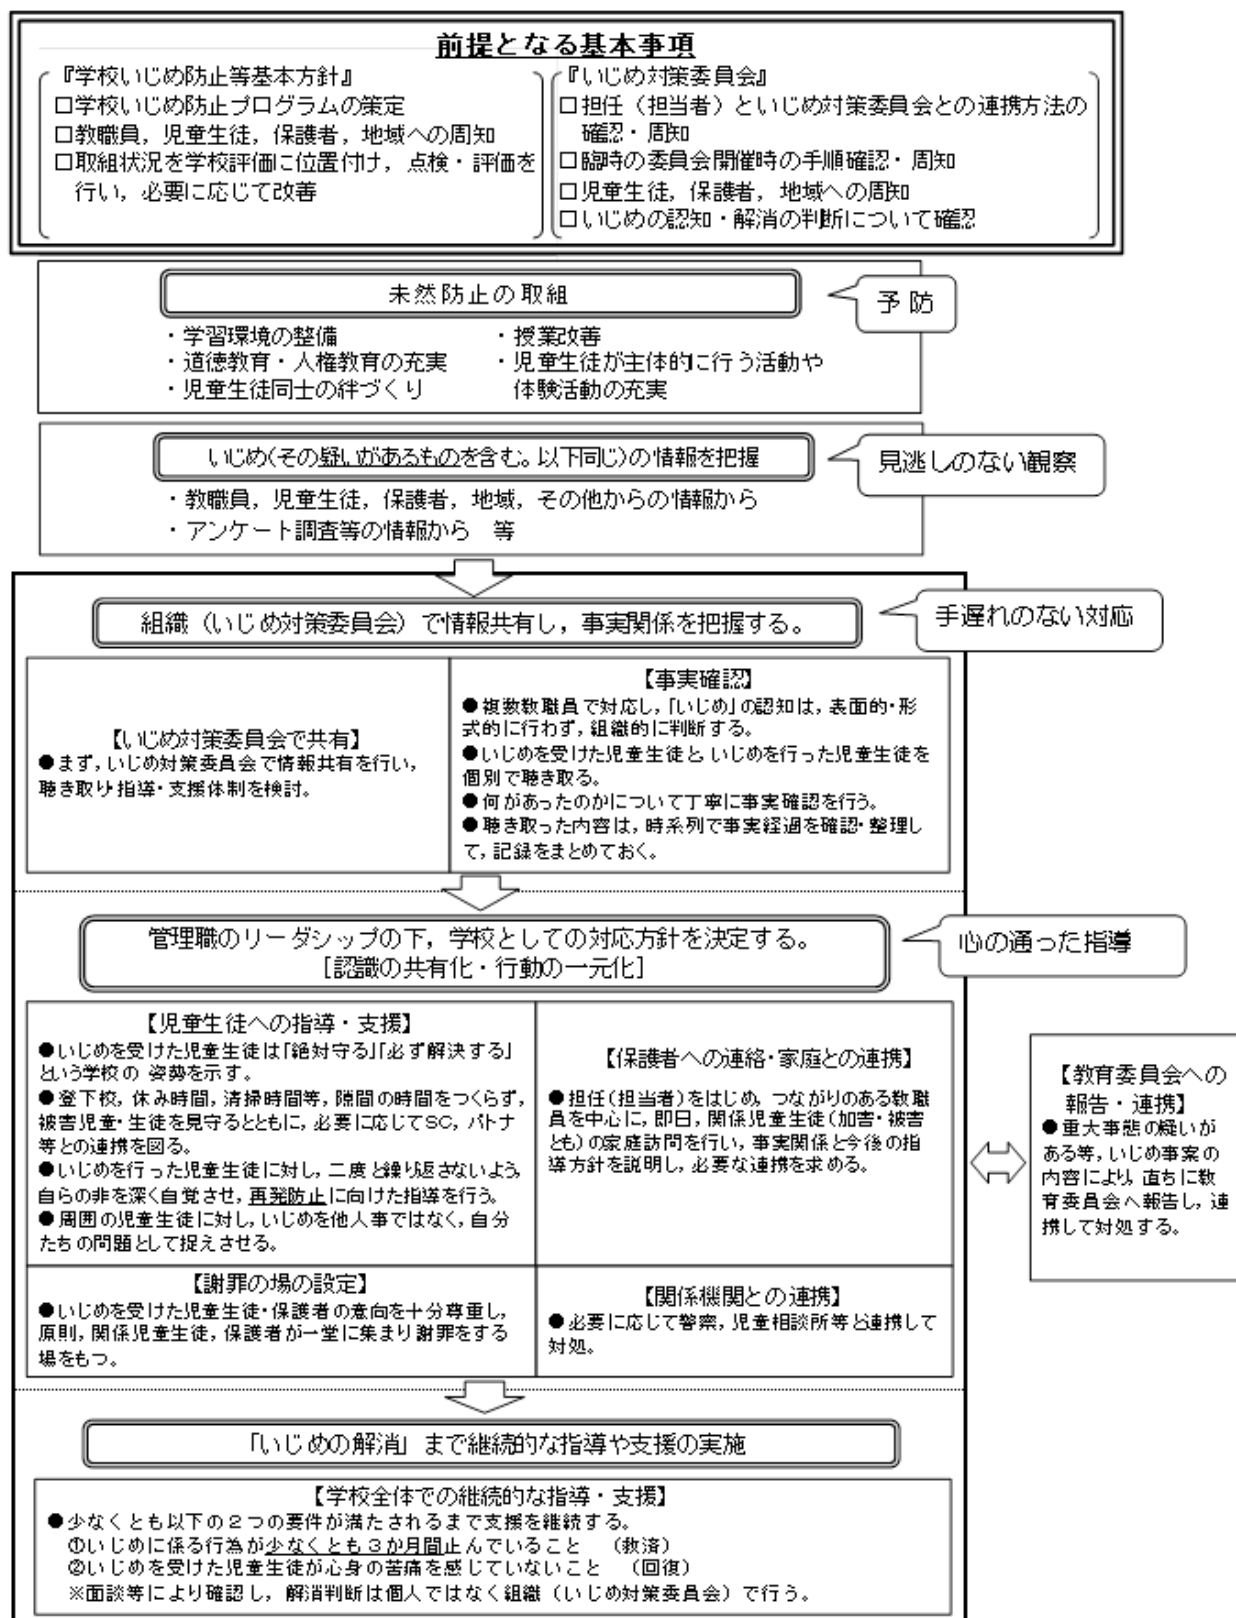 前提となる基本事項
『学校いじめ防止等基本方針』
□学校いじめ防止プログラムの策定
□教職員，児童生徒，保護者，地域への周知
□取組状況を学校評価に位置付け，点検・評価を
行い，必要に応じて改善
『いじめ対策委員会』
□担任（担当者）といじめ対策委員会との連携方法の
確認・周知
□臨時の委員会開催時の手順確認・周知
□児童生徒，保護者，地域への周知
□いじめの認知・解消の判断について確認
未然防止の取組
予防
・学習環境の整備
・道徳教育・人権教育の充実
・児童生徒同士の絆づくり
・授業改善
・児童生徒が主体的に行う活動や
体験活動の充実
いじめ(その疑いがあるものを含む。以下同じ)の情報を把握
見逃しのない観察
・教職員，児童生徒，保護者，地域，その他からの情報から
・アンケート調査等の情報から　等
組織（いじめ対策委員会）で情報共有し，事実関係を把握する。
手遅れのない対応
【いじめ対策委員会で共有】
●まず，いじめ対策委員会で情報共有を行い，
聴き取り・指導・支援体制を検討。
【事実確認】
●複数教職員で対応し，「いじめ」の認知は，表面的・形
式的に行わず，組織的に判断する。
●いじめを受けた児童生徒と，いじめを行った児童生徒を
個別で聴き取る。
●何があったのかについて丁寧に事実確認を行う。
●聴き取った内容は，時系列で事実経過を確認・整理し
て，記録をまとめておく。
管理職のリーダシップの下，学校としての対応方針を決定する。
［認識の共有化・行動の一元化］
心の通った指導
【児童生徒への指導・支援】
●いじめを受けた児童生徒は「絶対守る」「必ず解決する」
という学校の 姿勢を示す。
●登下校，休み時間，清掃時間等，隙間の時間をつくらず，
被害児童・生徒を見守るとともに，必要に応じてSC，パトナ
等との連携を図る。
●いじめを行った児童生徒に対し，二度と繰り返さないよう，
自らの非を深く自覚させ，再発防止に向けた指導を行う。
●周囲の児童生徒に対し，いじめを他人事ではなく，自分
たちの問題として捉えさせる。
【保護者への連絡・家庭との連携】
●担任(担当者)をはじめ，つながりのある教職
員を中心に，即日，関係児童生徒(加害・被害
とも)の家庭訪問を行い，事実関係と今後の指
導方針を説明し，必要な連携を求める。
【教育委員会への
報告・連携】
●重大事態の疑いが
ある等，いじめ事案の
内容により，直ちに教
育委員会へ報告し，連
携して対処する。
【謝罪の場の設定】
●いじめを受けた児童生徒・保護者の意向を十分尊重し，
原則，関係児童生徒，保護者が一堂に集まり謝罪をする
場をもつ。
【関係機関との連携】
●必要に応じて警察，児童相談所等と連携して
対処。
「いじめの解消」まで継続的な指導や支援の実施
【学校全体での継続的な指導・支援】
●少なくとも以下の２つの要件が満たされるまで支援を継続する。
①いじめに係る行為が少なくとも３か月間止んでいること　（救済）
②いじめを受けた児童生徒が心身の苦痛を感じていないこと　（回復）
※面談等により確認し，解消判断は個人ではなく組織（いじめ対策委員会）で行う。